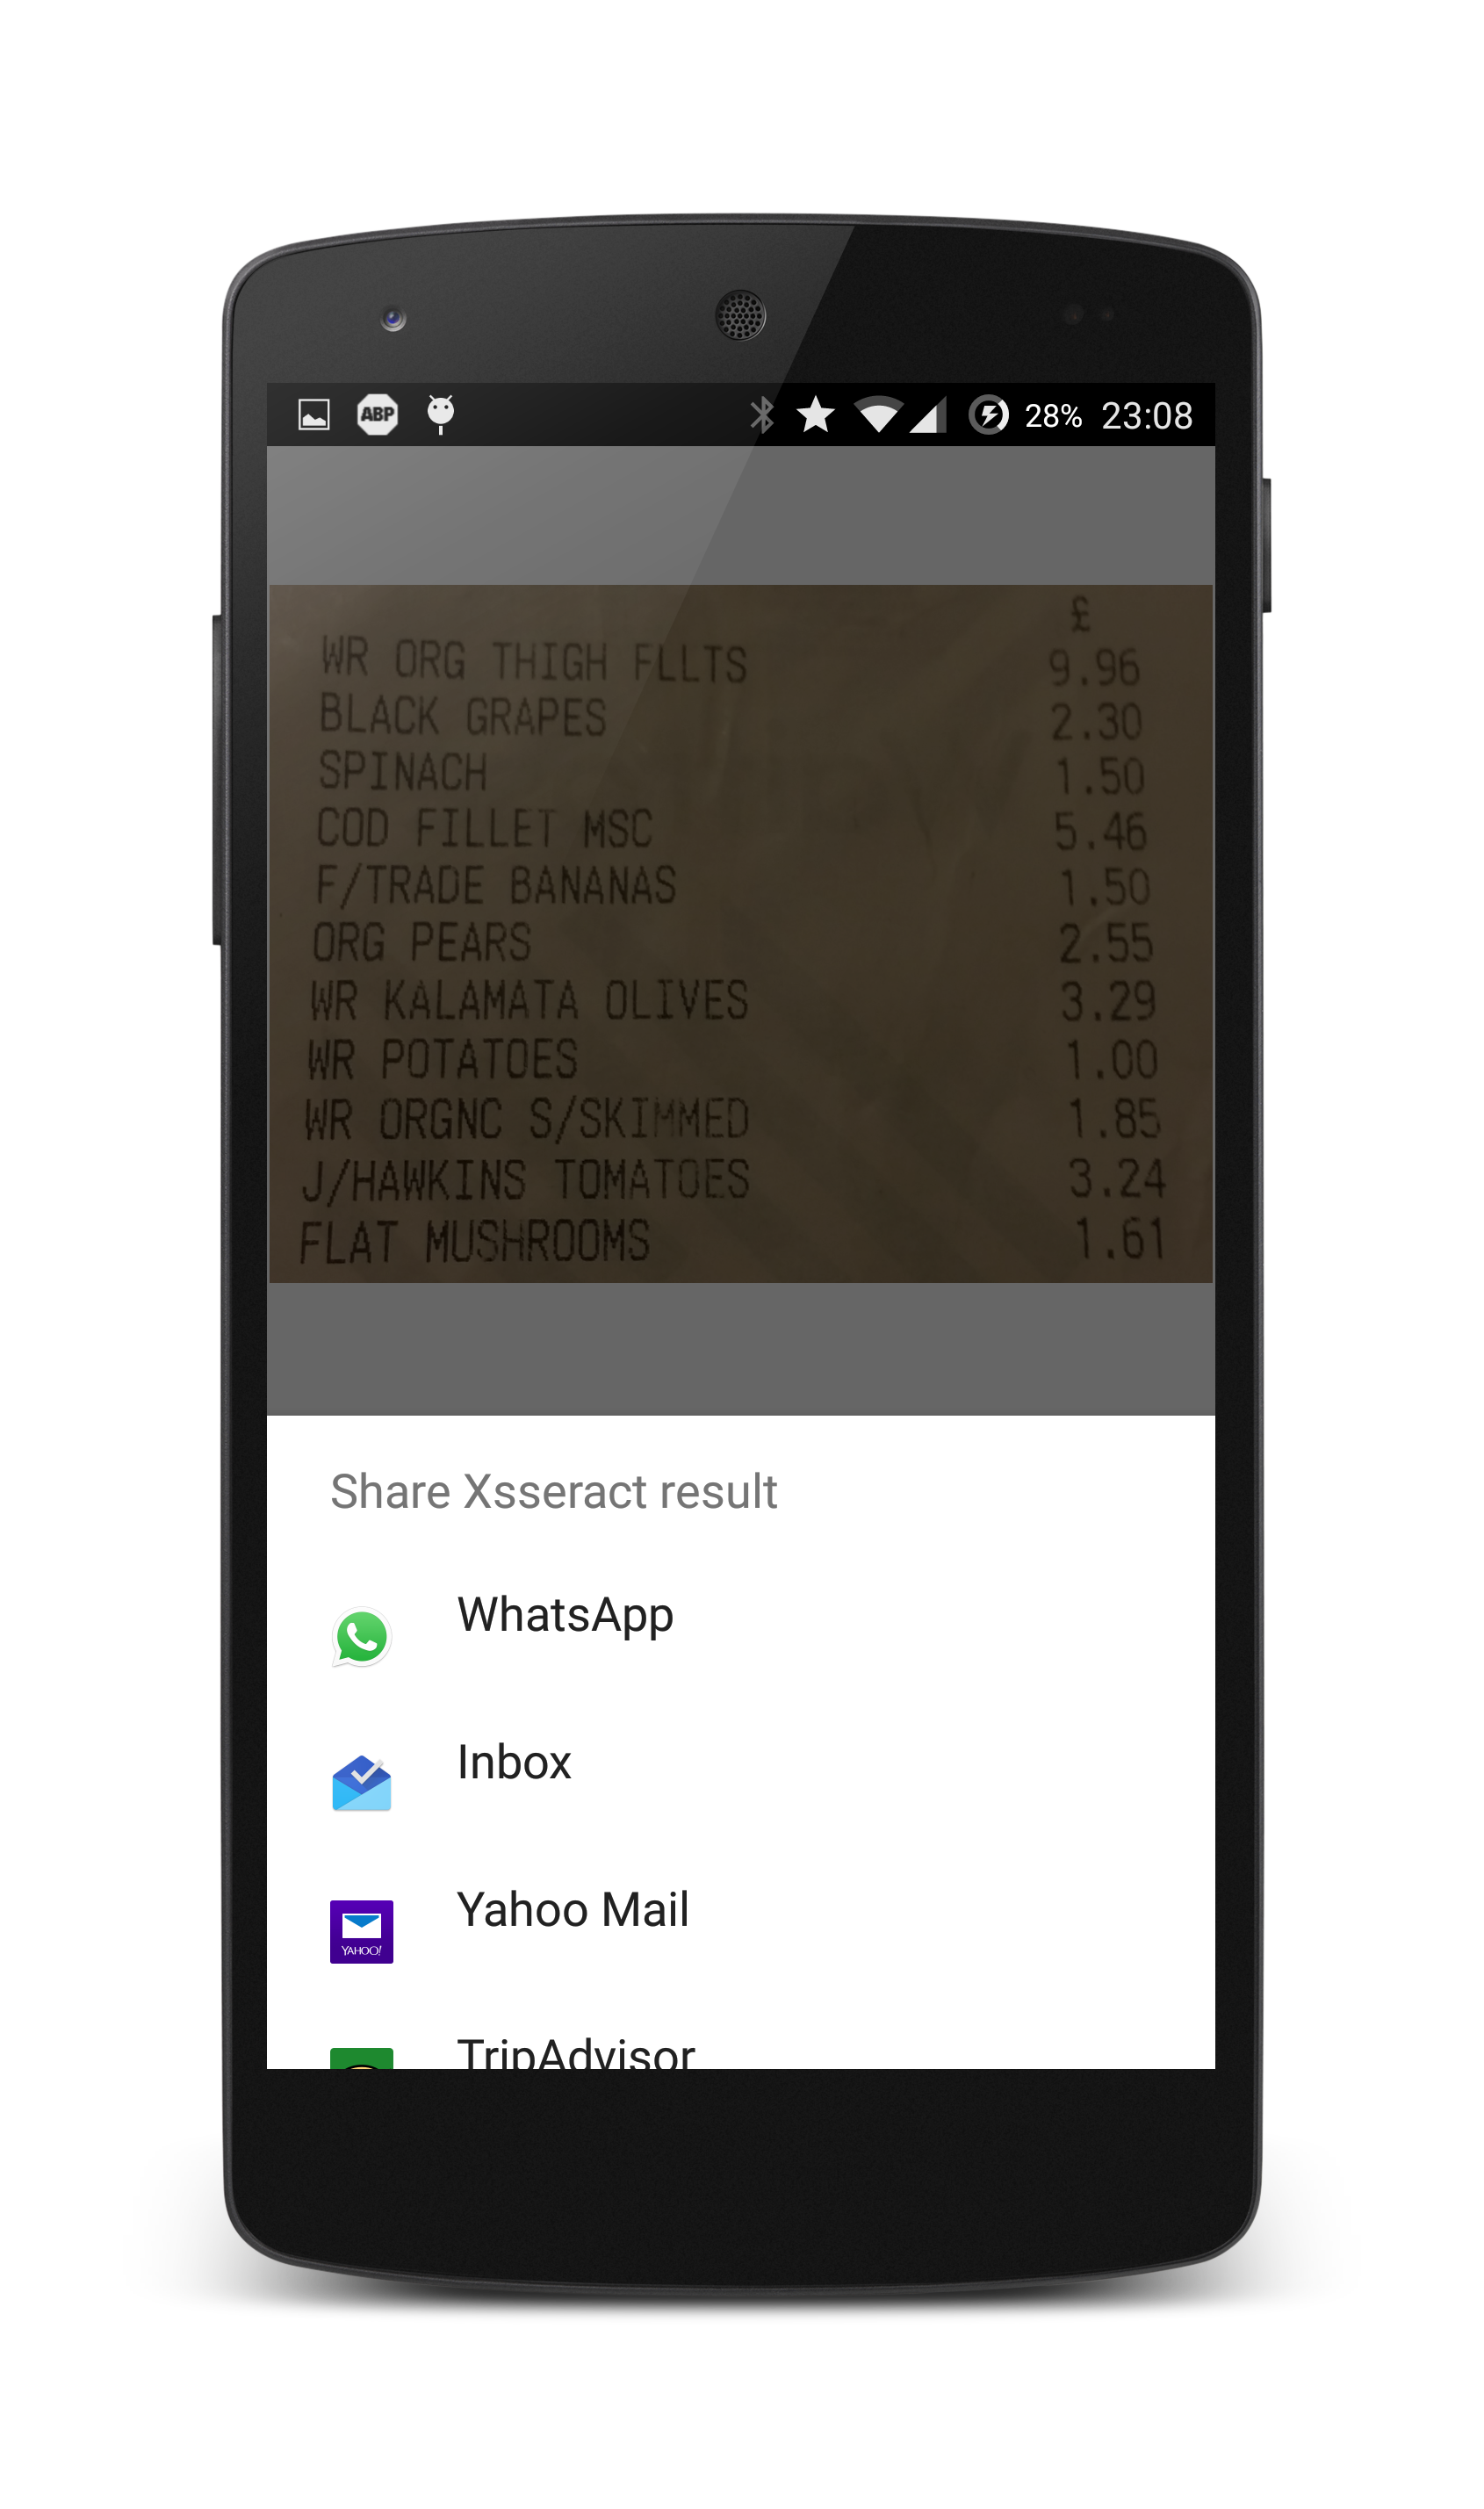 ABP 28% 23:08
£
WR ORG THIGH FLLTS 9.96
BLACK GRAPES 2.30
SPINACH 1.50
COD FILLET MSC 5.46
F/TRADE BANANAS 1.50
ORG PEARS 2.55
WR KALAMATA OLIVES 3.29
WR POTATOES 1.00
WR ORGNC S/SKIMMED 1.85
J/HAWKINS TOMATOES 3.24
FLAT MUSHROOMS 1.61
Share Xsseract result
WhatsApp
Inbox
Yahoo Mail
YAHOO!
TripAdvisor